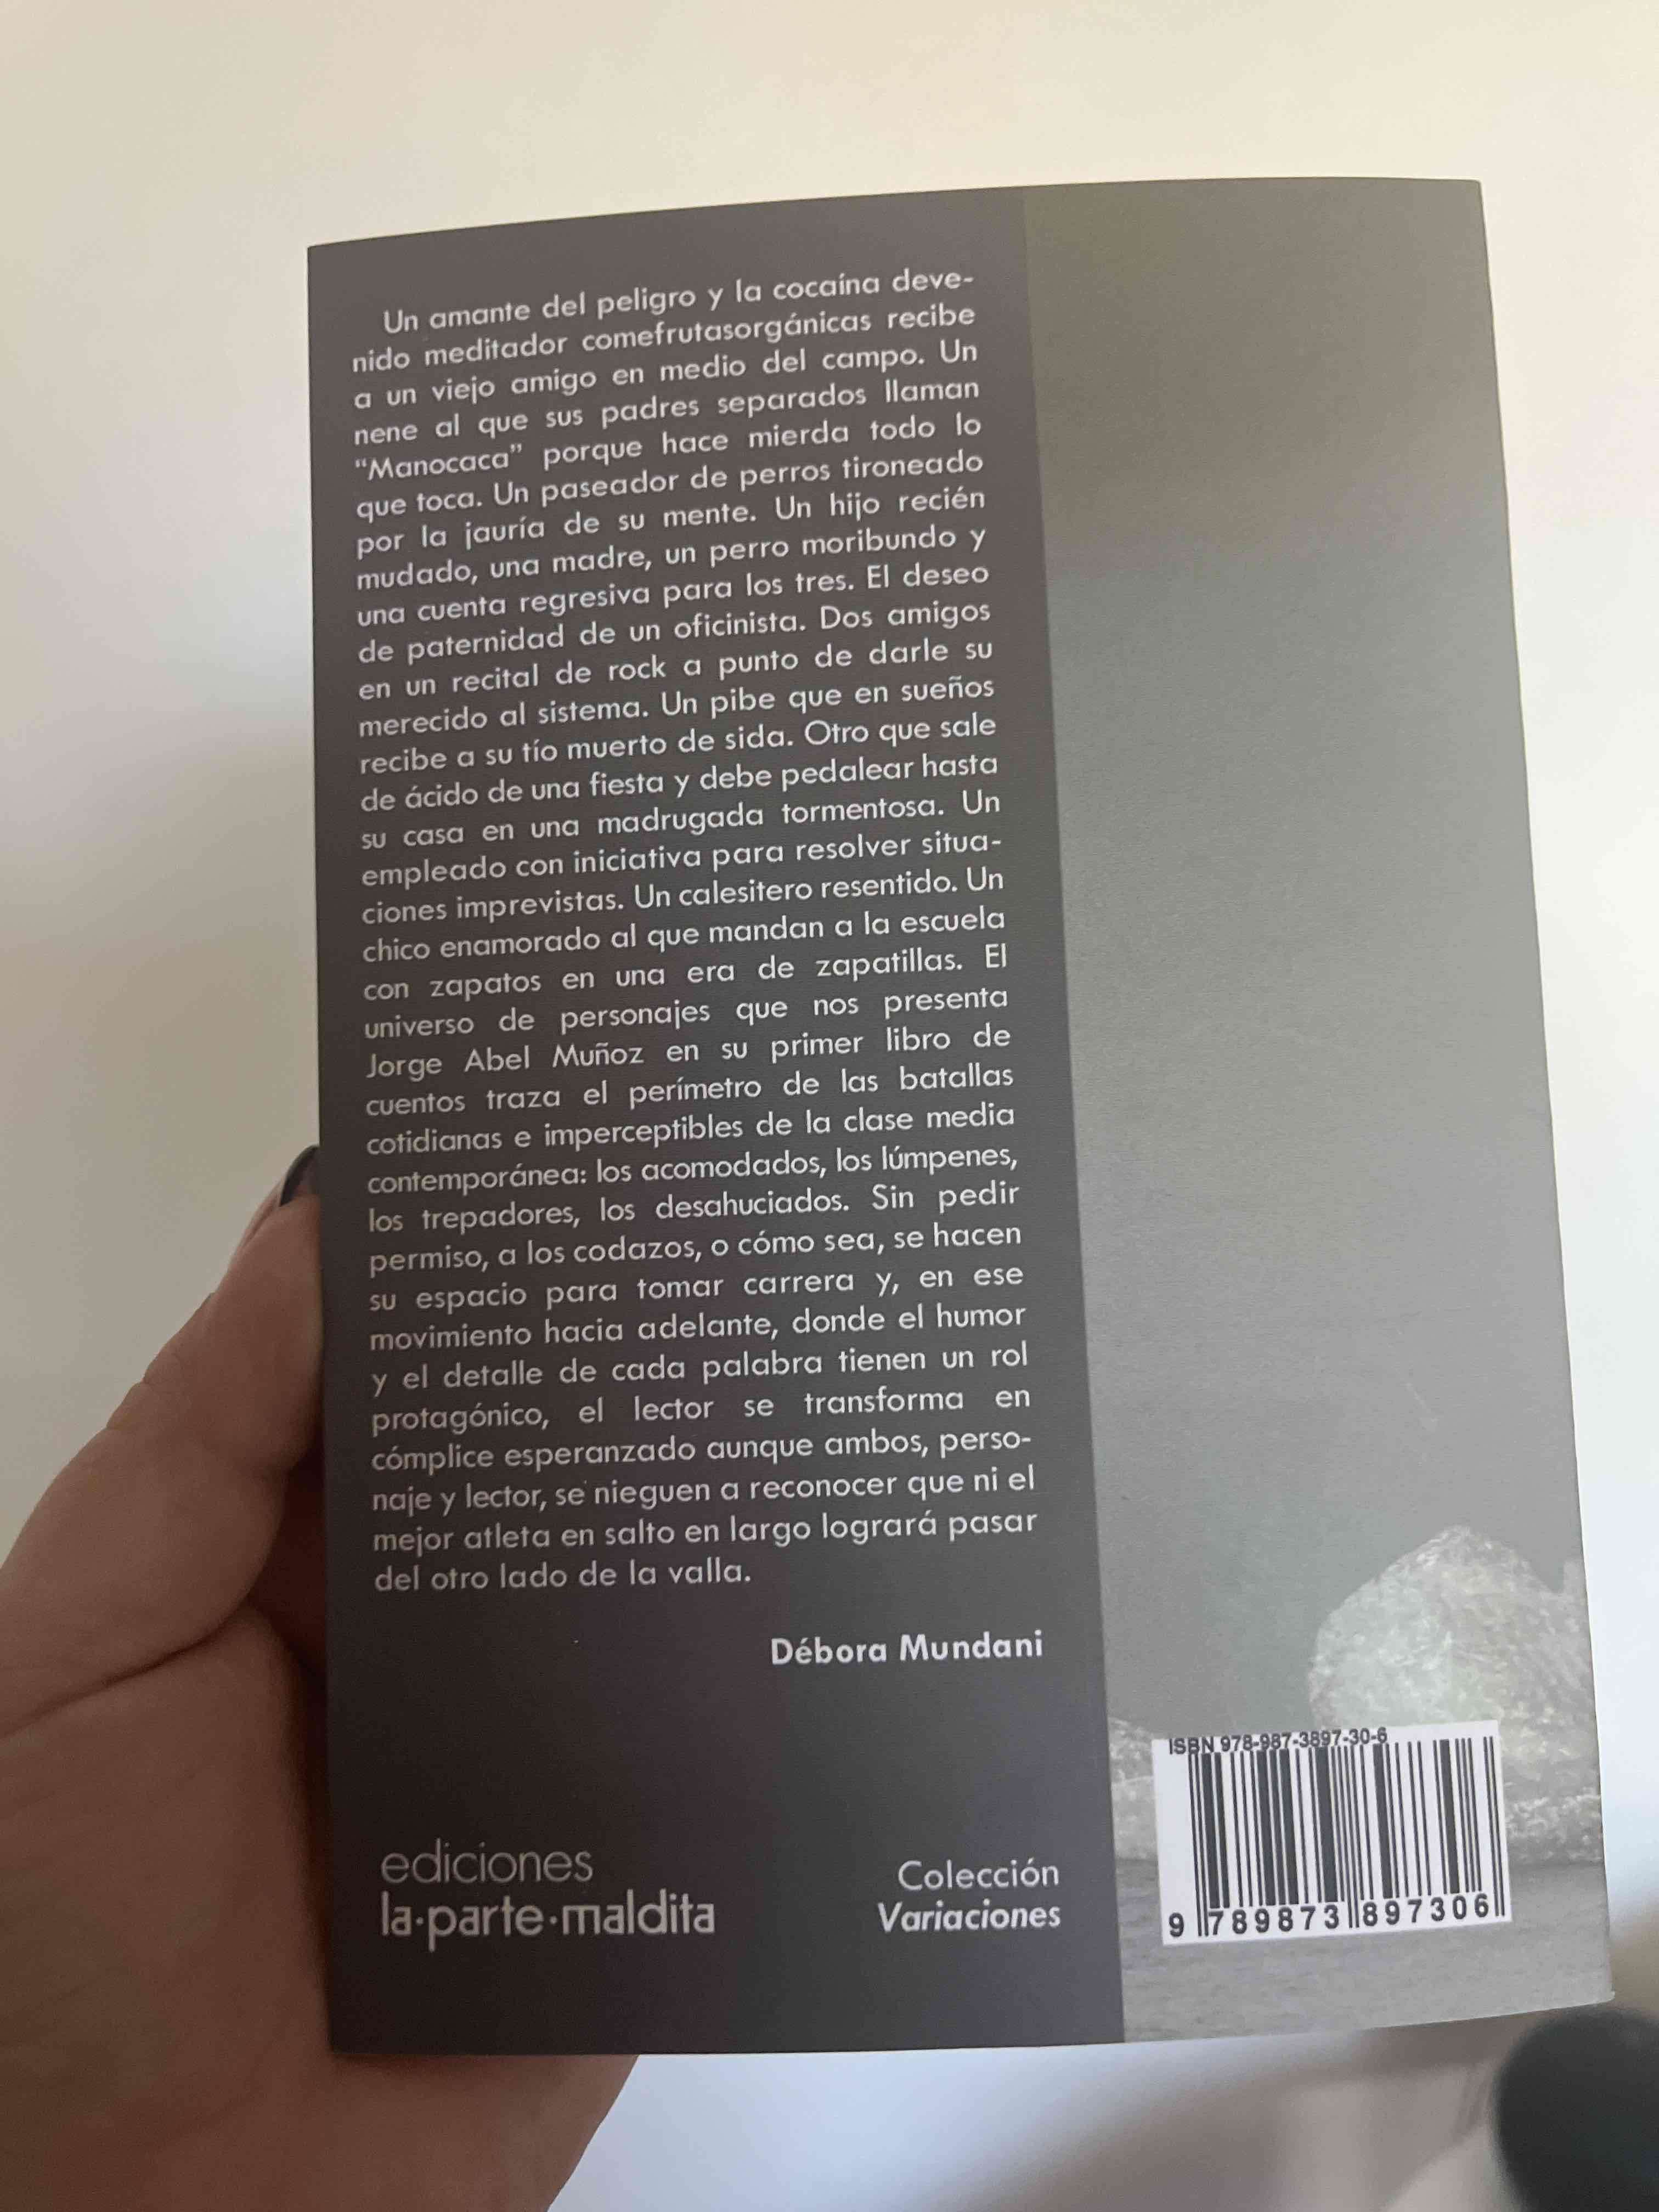 Un amante del peligro y la cocaína deve-
nido meditador comefrutasorgánicas recibe
a un viejo amigo en medio del campo. Un
nene al que sus padres separados llaman
“Manocaca” porque hace mierda todo lo
que toca. Un paseador de perros tironeado
por la jauría de su mente. Un hijo recién
mudado, una madre, un perro moribundo y
una cuenta regresiva para los tres. El deseo
de paternidad de un oficinista. Dos amigos
en un recital de rock a punto de darle su
merecido al sistema. Un pibe que en sueños
recibe a su tío muerto de sida. Otro que sale
de ácido de una fiesta y debe pedalear hasta
su casa en una madrugada tormentosa. Un
empleado con iniciativa para resolver situa-
ciones imprevistas. Un calesitero resentido. Un
chico enamorado al que mandan a la escuela
con zapatos en una era de zapatillas. El
universo de personajes que nos presenta
Jorge Abel Muñoz en su primer libro de
cuentos traza el perímetro de las batallas
cotidianas e imperceptibles de la clase media
contemporánea: los acomodados, los lúmpenes,
los trepadores, los desahuciados. Sin pedir
permiso, a los codazos, o cómo sea, se hacen
su espacio para tomar carrera y, en ese
movimiento hacia adelante, donde el humor
y el detalle de cada palabra tienen un rol
protagónico, el lector se transforma en
cómplice esperanzado aunque ambos, perso-
naje y lector, se nieguen a reconocer que ni el
mejor atleta en salto en largo logrará pasar
del otro lado de la valla.
Débora Mundani
ediciones
la·parte·maldita
Colección
Variaciones
ISBN 978-987-3897-30-6
9 789873 897306